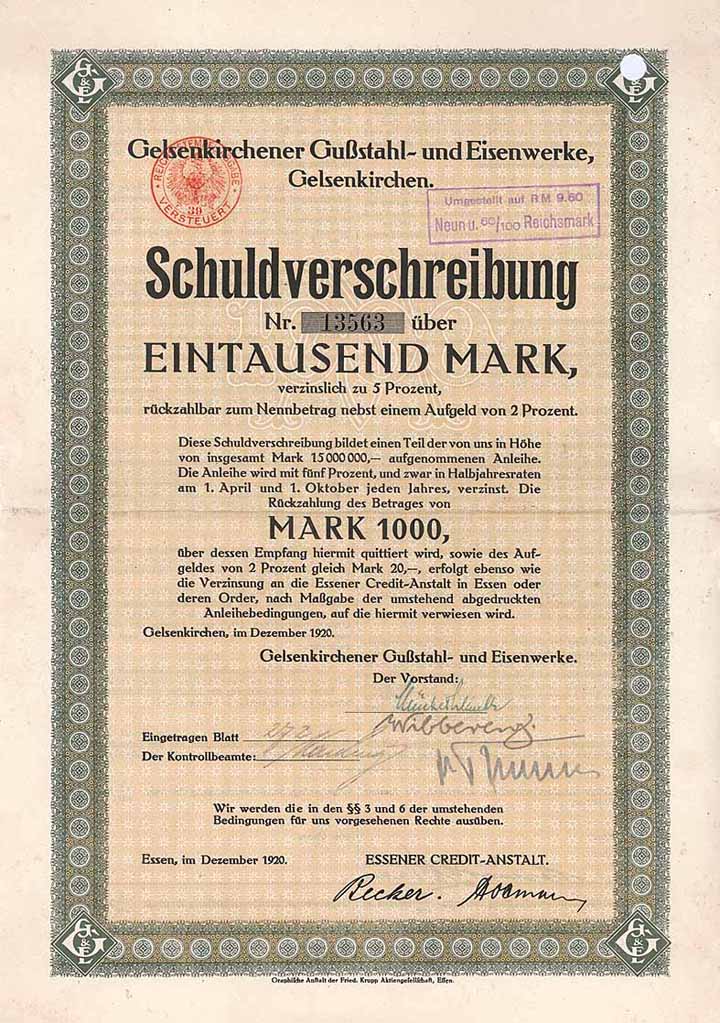 Gelsenkirchener Gußstahl- und Eisenwerke,
Gelsenkirchen.
REICHSSTEMPELABGABE
39
VERSTEUERT
Umgestellt auf RM 9.60
Neun u. 60/100 Reichsmark
Schuldverschreibung
Nr. 13563 über
EINTAUSEND MARK,
verzinslich zu 5 Prozent,
rückzahlbar zum Nennbetrag nebst einem Aufgeld von 2 Prozent.
Diese Schuldverschreibung bildet einen Teil der von uns in Höhe
von insgesamt Mark 15 000 000,— aufgenommenen Anleihe.
Die Anleihe wird mit fünf Prozent, und zwar in Halbjahresraten
am 1. April und 1. Oktober jeden Jahres, verzinst. Die
Rückzahlung des Betrages von
MARK 1000,
über dessen Empfang hiermit quittiert wird, sowie des Auf-
geldes von 2 Prozent gleich Mark 20,—, erfolgt ebenso wie
die Verzinsung an die Essener Credit-Anstalt in Essen oder
deren Order, nach Maßgabe der umstehend abgedruckten
Anleihebedingungen, auf die hiermit verwiesen wird.
Gelsenkirchen, im Dezember 1920.
Gelsenkirchener Gußstahl- und Eisenwerke.
Der Vorstand:
Eingetragen Blatt
Der Kontrollbeamte:
Wir werden die in den §§ 3 und 6 der umstehenden
Bedingungen für uns vorgesehenen Rechte ausüben.
Essen, im Dezember 1920.
ESSENER CREDIT-ANSTALT.
Becker.
Graphische Anstalt der Fried. Krupp Aktiengesellschaft, Essen.